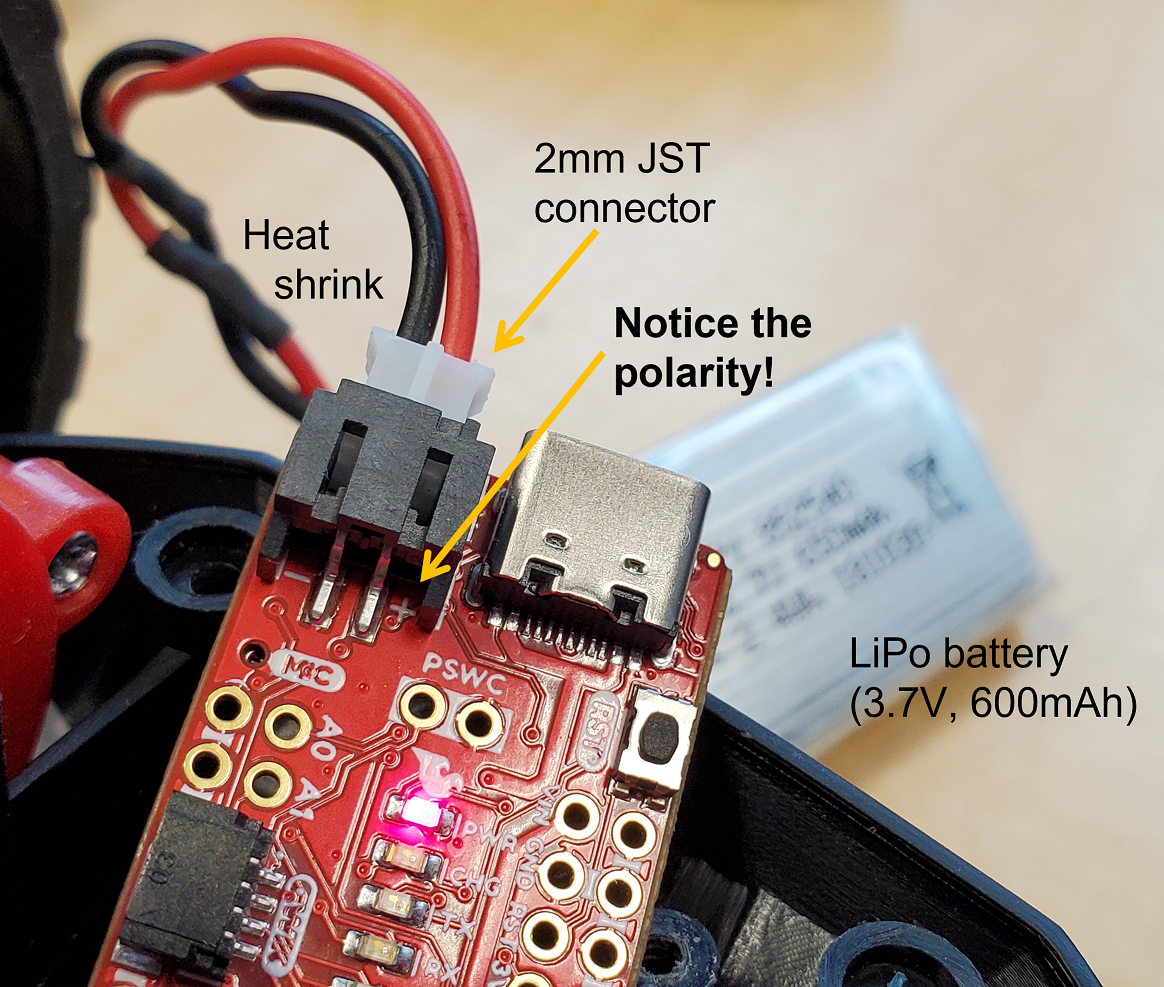 2mm JST
connector
Heat
shrink
Notice the
polarity!
LiPo battery
(3.7V, 600mAh)
−
+
PSWC
RST
A0
A1
PWR
CHG
TX
RX
VIN
GND
RST